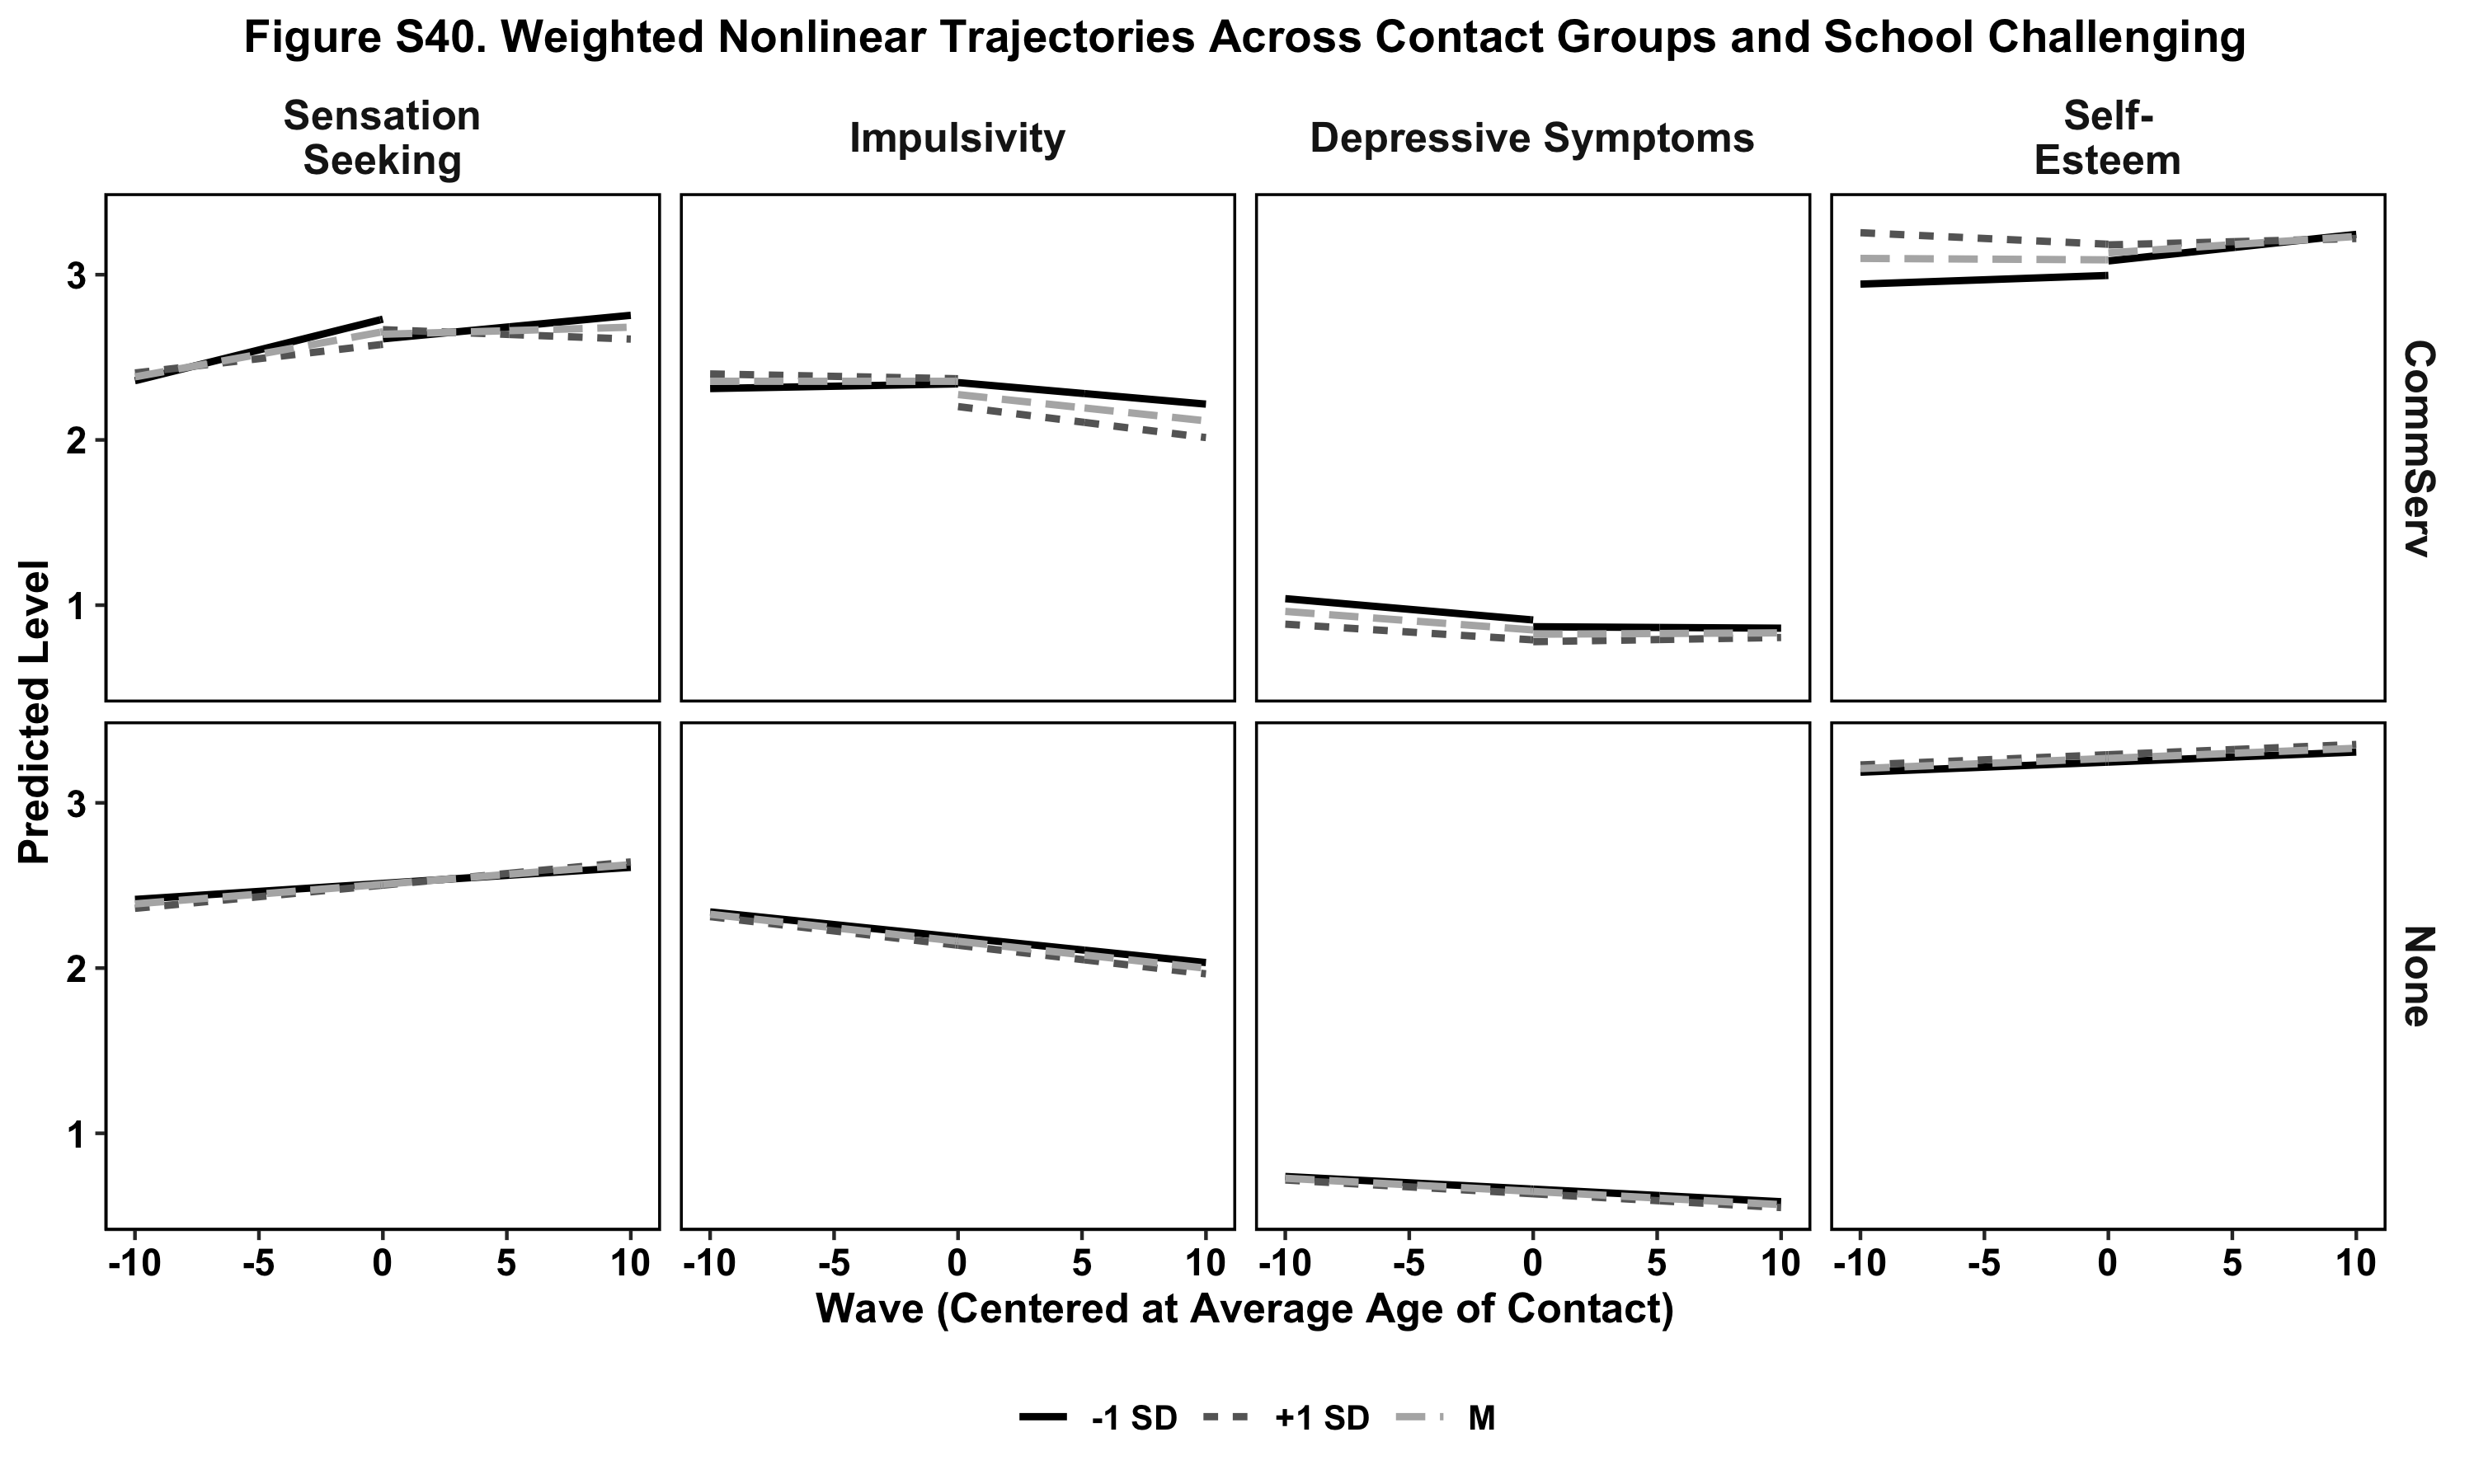 Figure S40. Weighted Nonlinear Trajectories Across Contact Groups and School Challenging
Sensation
Seeking
Impulsivity
Depressive Symptoms
Self-
Esteem
Predicted Level
3
2
1
CommServ
3
2
1
None
-10 -5 0 5 10 -10 -5 0 5 10 -10 -5 0 5 10 -10 -5 0 5 10
Wave (Centered at Average Age of Contact)
-1 SD +1 SD M